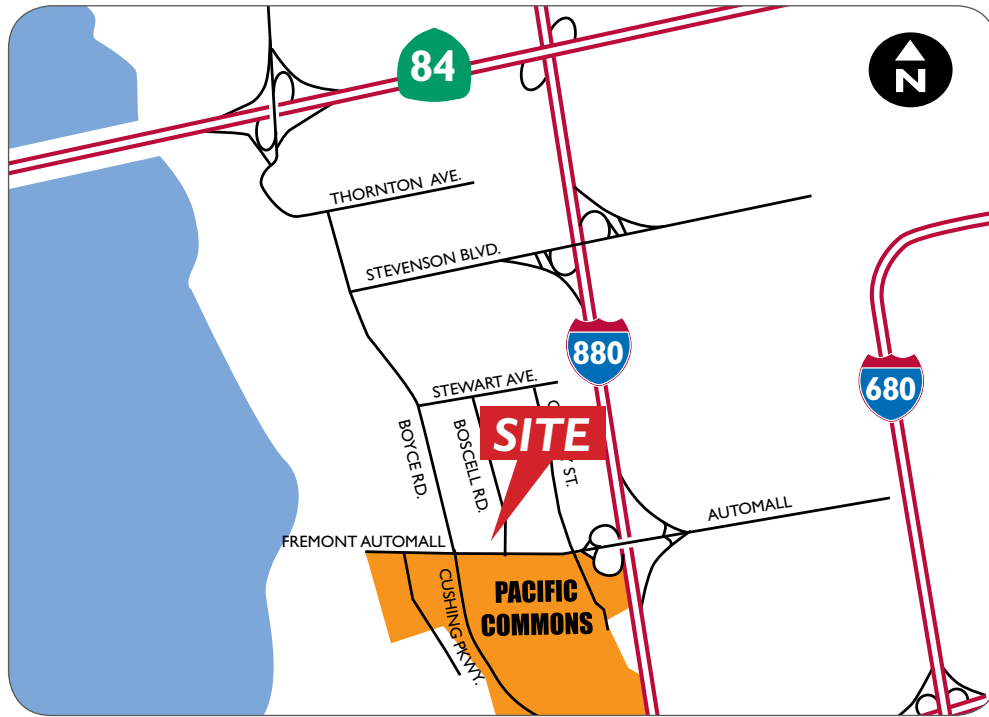 84
N
THORNTON AVE.
STEVENSON BLVD.
880
680
STEWART AVE.
SITE
BOYCE RD.
BOSCELL RD.
ST.
AUTOMALL
FREMONT AUTOMALL
PACIFIC
COMMONS
CUSHING PKWY.